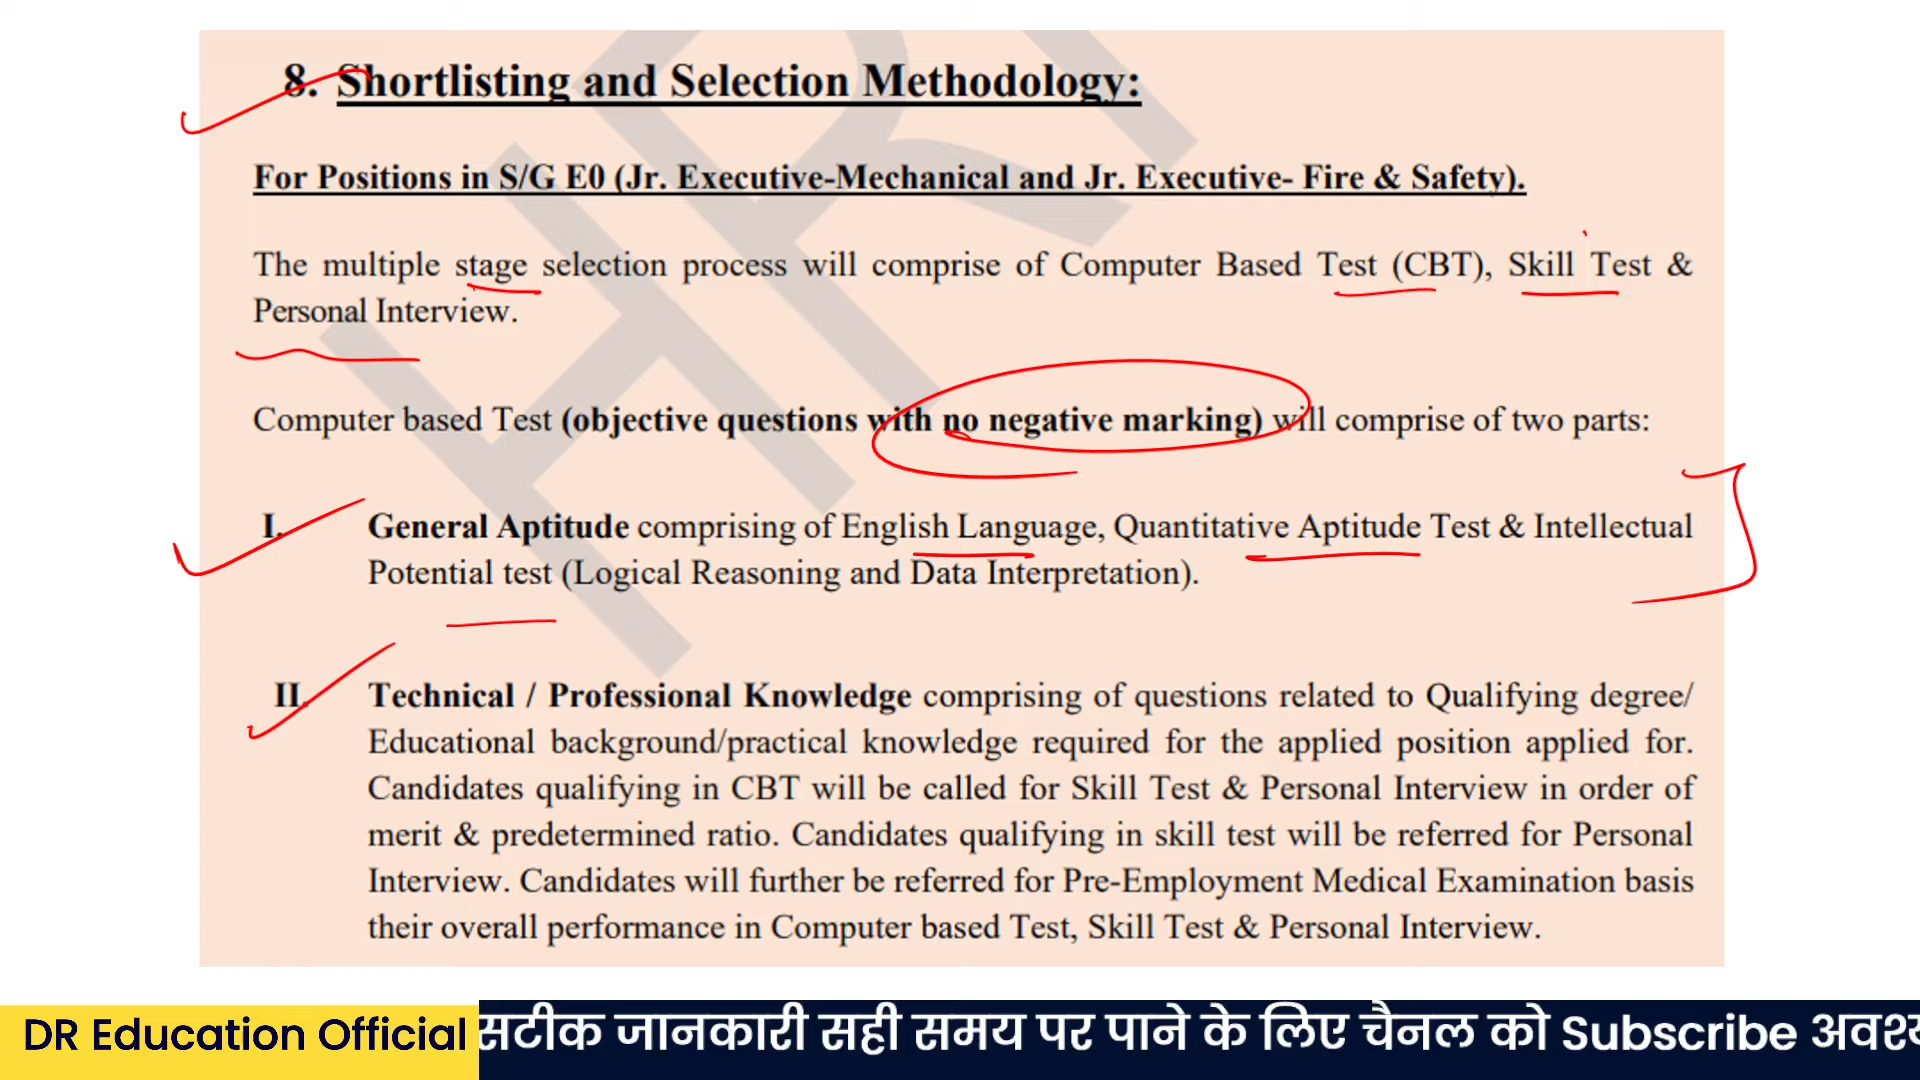 8. Shortlisting and Selection Methodology:
For Positions in S/G E0 (Jr. Executive-Mechanical and Jr. Executive- Fire & Safety).
The multiple stage selection process will comprise of Computer Based Test (CBT), Skill Test &
Personal Interview.
Computer based Test (objective questions with no negative marking) will comprise of two parts:
I. General Aptitude comprising of English Language, Quantitative Aptitude Test & Intellectual
Potential test (Logical Reasoning and Data Interpretation).
II. Technical / Professional Knowledge comprising of questions related to Qualifying degree/
Educational background/practical knowledge required for the applied position applied for.
Candidates qualifying in CBT will be called for Skill Test & Personal Interview in order of
merit & predetermined ratio. Candidates qualifying in skill test will be referred for Personal
Interview. Candidates will further be referred for Pre-Employment Medical Examination basis
their overall performance in Computer based Test, Skill Test & Personal Interview.
DR Education Official सटीक जानकारी सही समय पर पाने के लिए चैनल को Subscribe